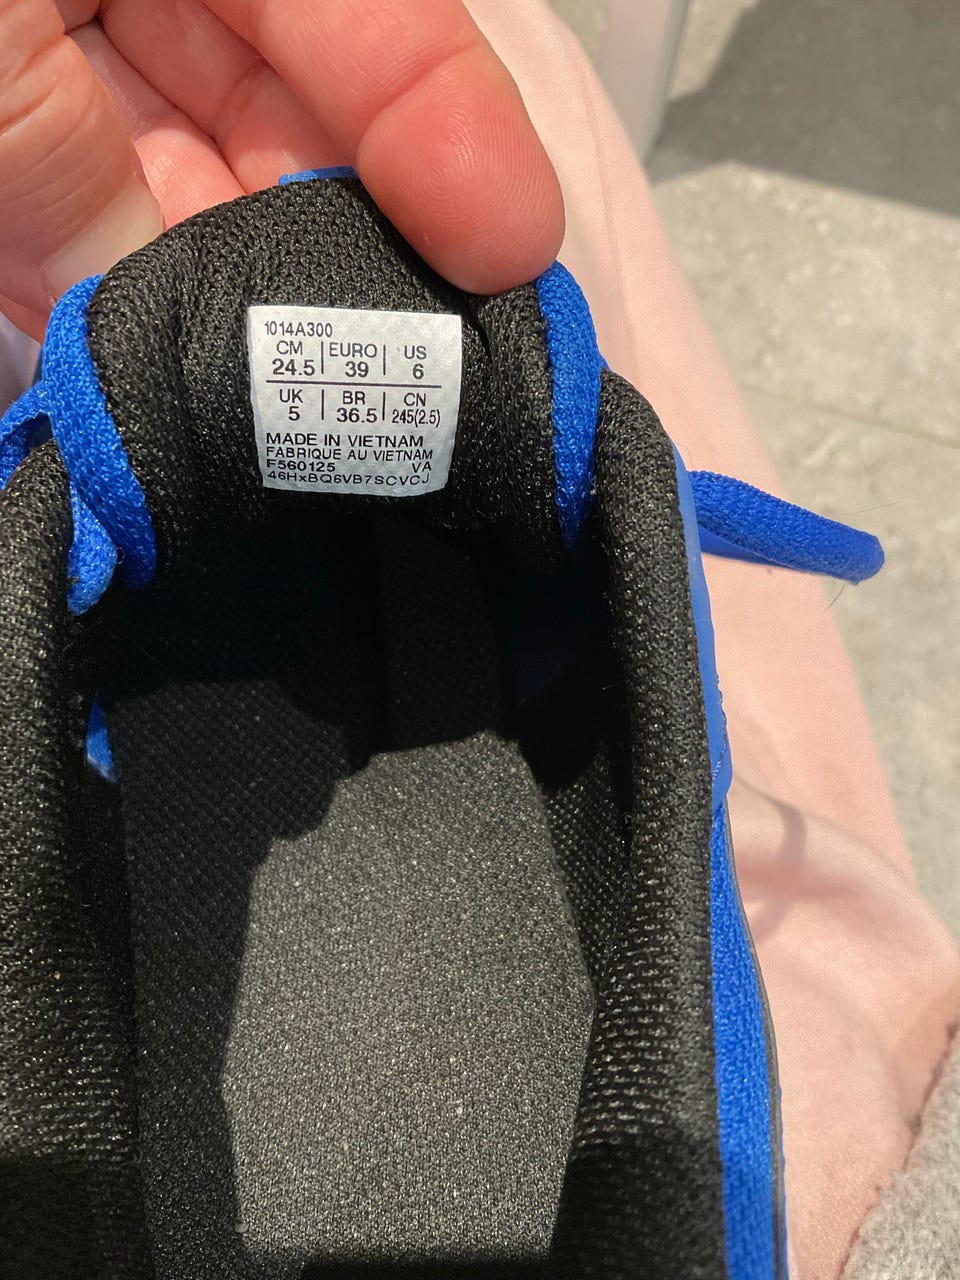 1014A300
CM | EURO | US
24.5 | 39 | 6
UK | BR | CN
5 | 36.5 | 245(2.5)
MADE IN VIETNAM
FABRIQUE AU VIETNAM
F560125 VA
46HxBQ6VB7SCVCJ